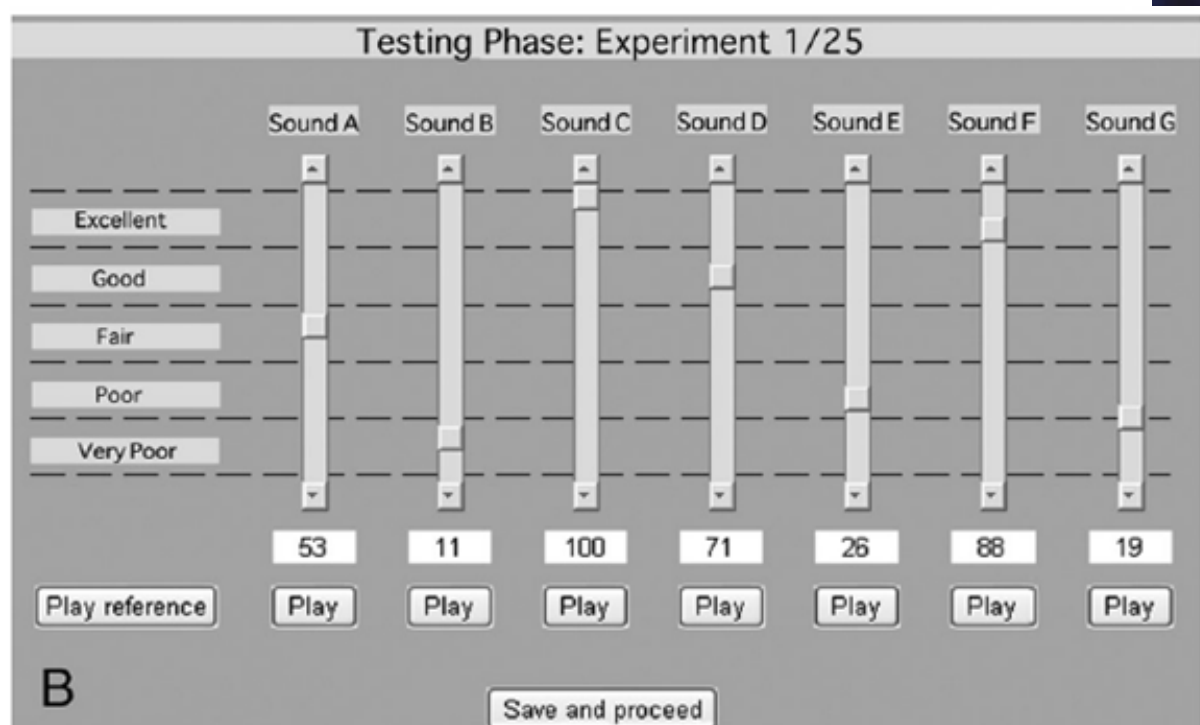 Testing Phase: Experiment 1/25
Sound A Sound B Sound C Sound D Sound E Sound F Sound G
Excellent
Good
Fair
Poor
Very Poor
53 11 100 71 26 88 19
Play reference Play Play Play Play Play Play Play
B
Save and proceed